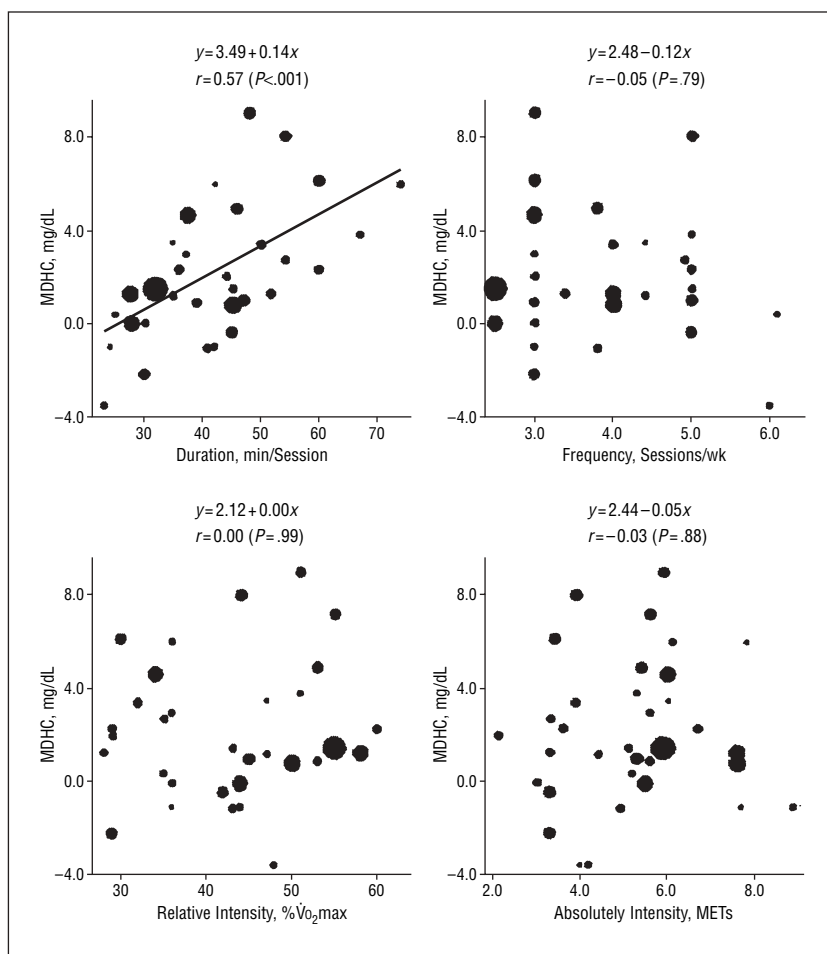 y=3.49+0.14x
r=0.57 (P<.001)
MDHC, mg/dL
8.0
4.0
0.0
−4.0
30
40
50
60
70
Duration, min/Session
y=2.48−0.12x
r=−0.05 (P=.79)
MDHC, mg/dL
8.0
4.0
0.0
−4.0
3.0
4.0
5.0
6.0
Frequency, Sessions/wk
y=2.12+0.00x
r=0.00 (P=.99)
MDHC, mg/dL
8.0
4.0
0.0
−4.0
30
40
50
60
Relative Intensity, %V̇o₂max
y=2.44−0.05x
r=−0.03 (P=.88)
MDHC, mg/dL
8.0
4.0
0.0
−4.0
2.0
4.0
6.0
8.0
Absolutely Intensity, METs